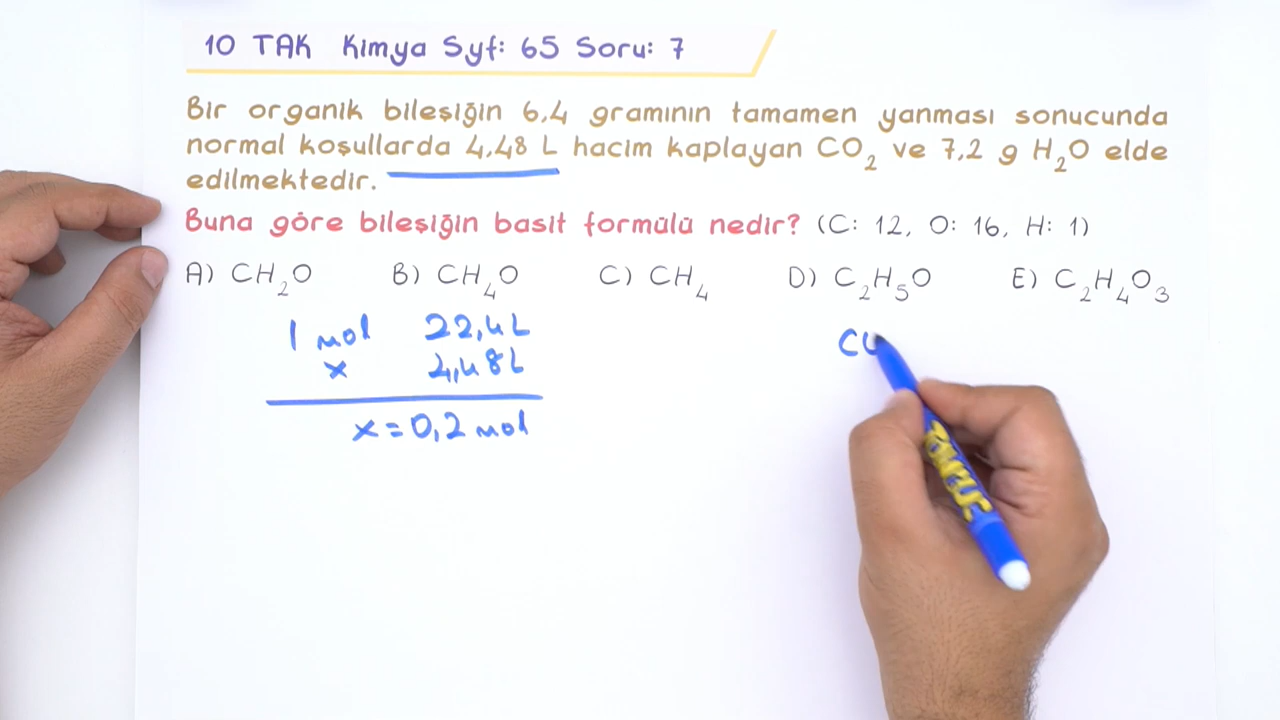 10 TAK Kimya Syf: 65 Soru: 7
Bir organik bileşiğin 6,4 gramının tamamen yanması sonucunda
normal koşullarda 4,48 L hacim kaplayan CO₂ ve 7,2 g H₂O elde
edilmektedir.
Buna göre bileşiğin basit formülü nedir? (C: 12, O: 16, H: 1)
A) CH₂O B) CH₄O C) CH₄ D) C₂H₅O E) C₂H₄O₃
1 mol 22,4L
x 4,48L
x = 0,2 mol